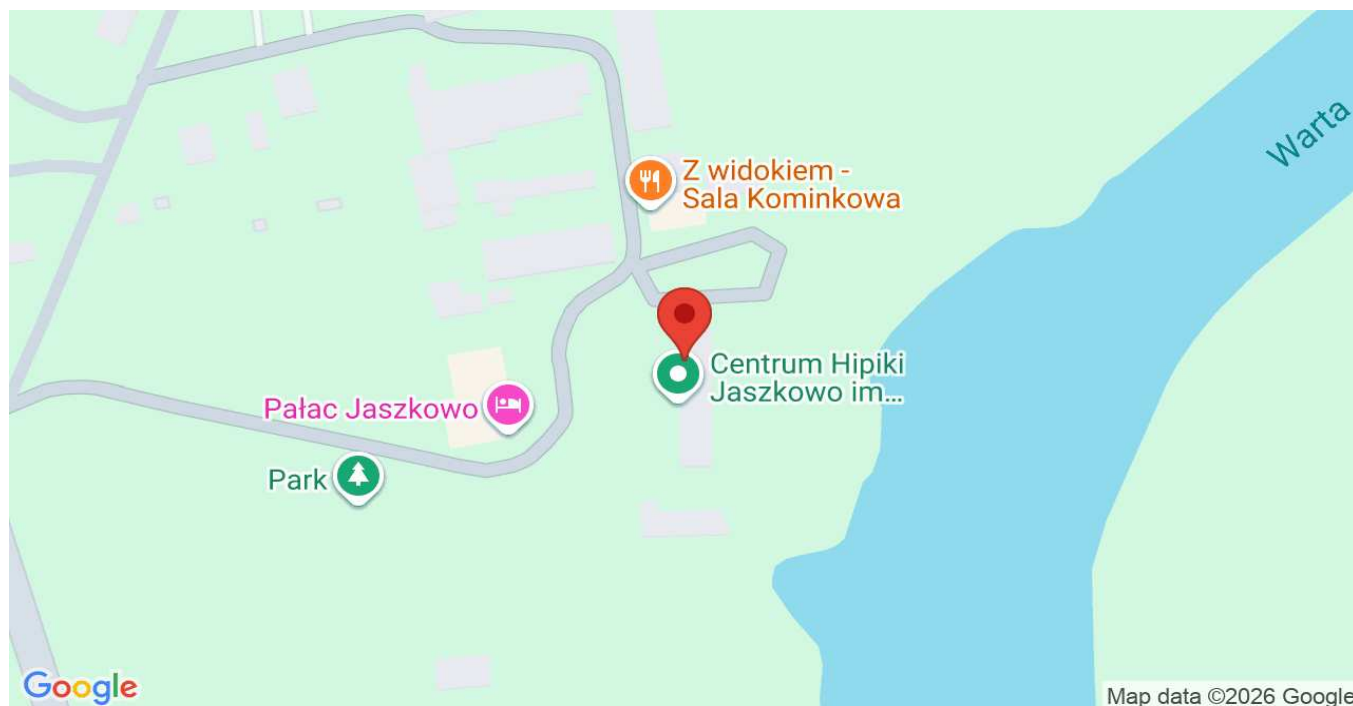 Warta
Z widokiem -
Sala Kominkowa
Centrum Hipiki
Jaszkowo im...
Pałac Jaszkowo
Park
Google
Map data ©2026 Google